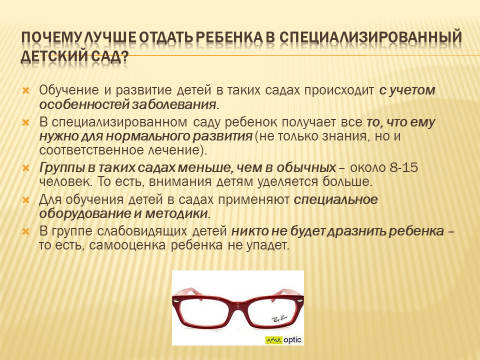 ПОЧЕМУ ЛУЧШЕ ОТДАТЬ РЕБЕНКА В СПЕЦИАЛИЗИРОВАННЫЙ
ДЕТСКИЙ САД?
Обучение и развитие детей в таких садах происходит с учетом
особенностей заболевания.
В специализированном саду ребенок получает все то, что ему
нужно для нормального развития (не только знания, но и
соответственное лечение).
Группы в таких садах меньше, чем в обычных – около 8-15
человек. То есть, внимания детям уделяется больше.
Для обучения детей в садах применяют специальное
оборудование и методики.
В группе слабовидящих детей никто не будет дразнить ребенка –
то есть, самооценка ребенка не упадет.
Ray-Ban
optic